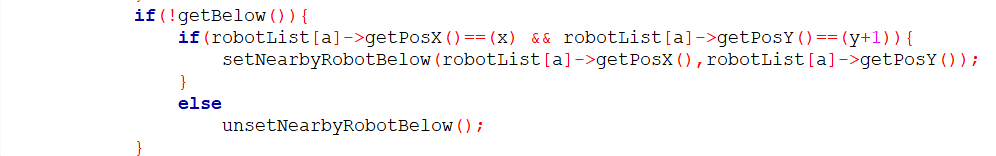 if(!getBelow()){
if(robotList[a]->getPosX()==(x) && robotList[a]->getPosY()==(y+1)){
setNearbyRobotBelow(robotList[a]->getPosX(),robotList[a]->getPosY());
}
else
unsetNearbyRobotBelow();
}